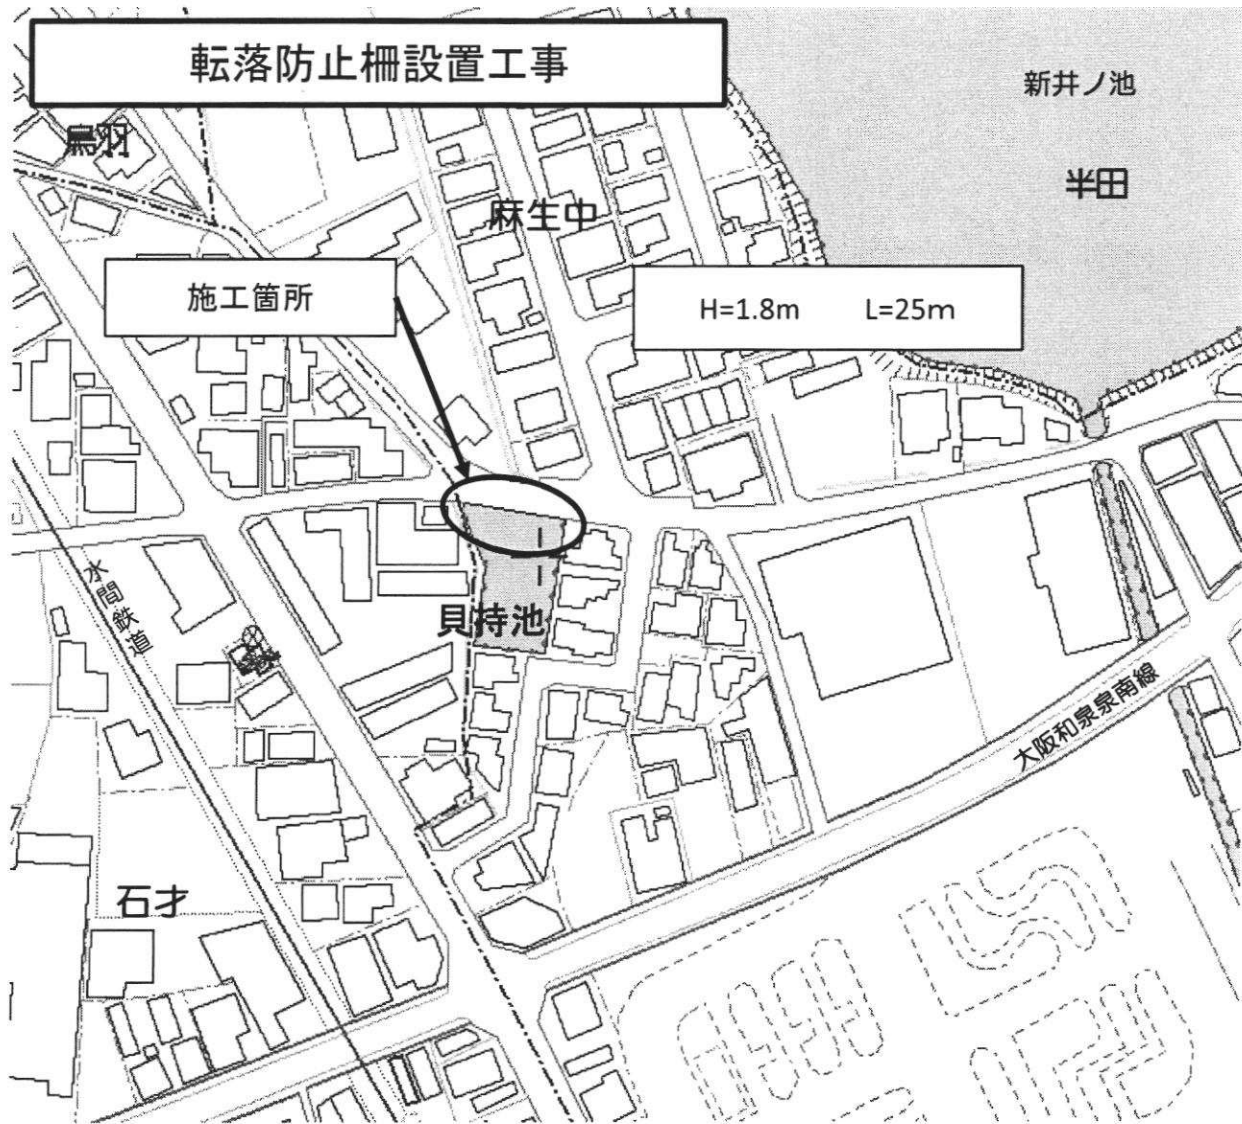 転落防止柵設置工事
新井ノ池
鳥羽
半田
麻生中
施工箇所
H=1.8m L=25m
水間鉄道
貝持池
大阪和泉泉南線
石才